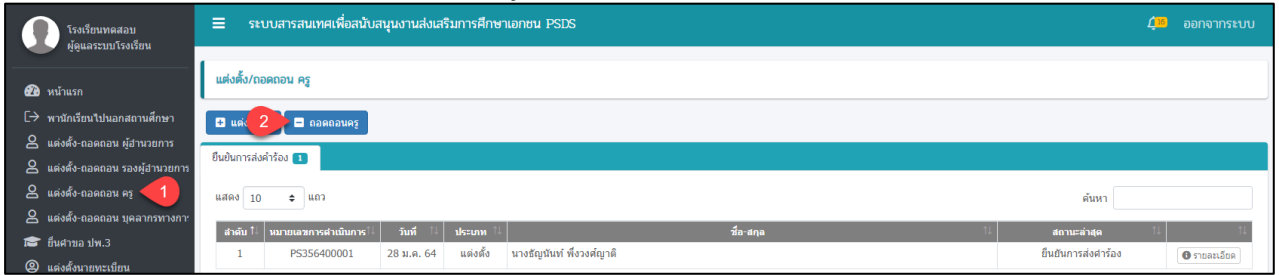 โรงเรียนทดสอบ
ผู้ดูแลระบบโรงเรียน
ระบบสารสนเทศเพื่อสนับสนุนงานส่งเสริมการศึกษาเอกชน PSDS
ออกจากระบบ
หน้าแรก
พานักเรียนไปนอกสถานศึกษา
แต่งตั้ง-ถอดถอน ผู้อำนวยการ
แต่งตั้ง-ถอดถอน รองผู้อำนวยการ
แต่งตั้ง-ถอดถอน ครู 1
แต่งตั้ง-ถอดถอน บุคลากรทางกา
ยื่นคำขอ ปพ.3
แต่งตั้งนายทะเบียน
แต่งตั้ง/ถอดถอน ครู
แต่ 2 ถอดถอนครู
ยืนยันการส่งคำร้อง 1
แสดง 10 แถว
ค้นหา
ลำดับ หมายเลขการดำเนินการ วันที่ ประเภท ชื่อ-สกุล สถานะล่าสุด
1 PS356400001 28 ม.ค. 64 แต่งตั้ง นางธัญนันท์ พึ่งวงศ์ญาติ ยืนยันการส่งคำร้อง รายละเอียด